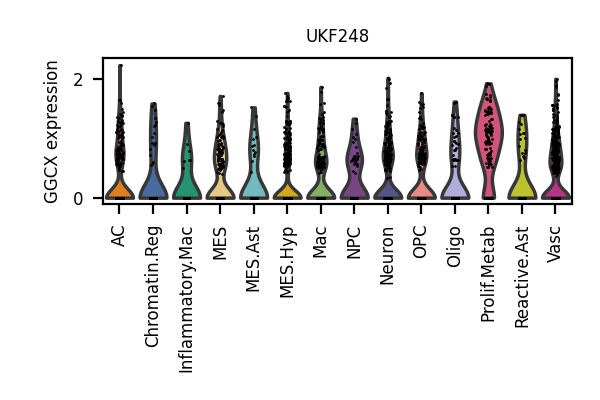 UKF248
GGCX expression
2
0
AC
Chromatin.Reg
Inflammatory.Mac
MES
MES.Ast
MES.Hyp
Mac
NPC
Neuron
OPC
Oligo
Prolif.Metab
Reactive.Ast
Vasc